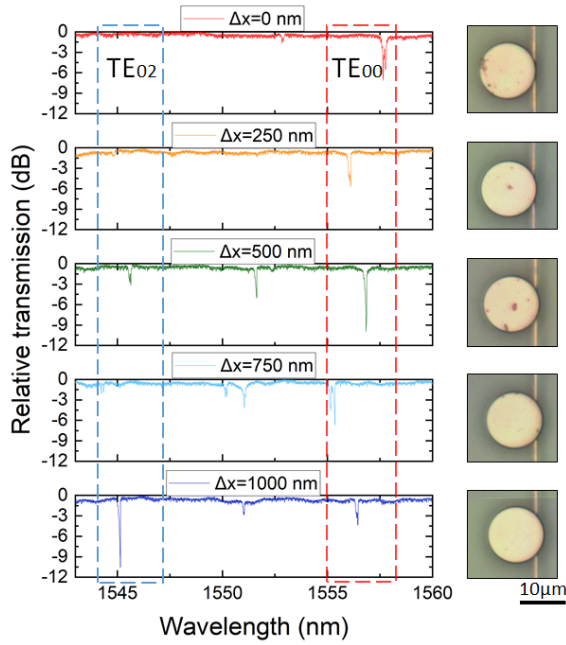 Δx=0 nm
0
-3
-6
-9
-12
TE02
TE00
Δx=250 nm
0
-3
-6
-9
-12
Δx=500 nm
0
-3
-6
-9
-12
Δx=750 nm
0
-3
-6
-9
-12
Δx=1000 nm
0
-3
-6
-9
-12
Relative transmission (dB)
1545 1550 1555 1560
Wavelength (nm)
10μm